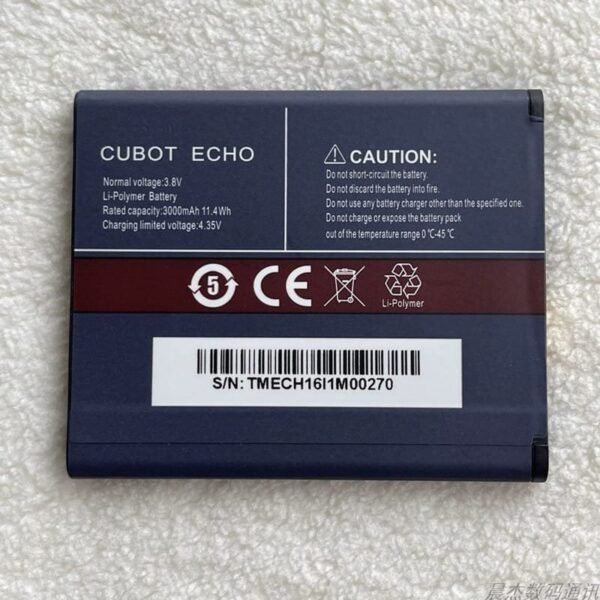 CUBOT ECHO
Normal voltage:3.8V
Li-Polymer Battery
Rated capacity:3000mAh 11.4Wh
Charging limited voltage:4.35V
CAUTION:
Do not short-circuit the battery.
Do not disassemble battery into fire.
Do not use any battery charger other than the specified one.
Do not charge or expose the battery pack
out of the temperature range 0 ℃-45 ℃
5
CE
Li-Polymer
S/N: TMECH16I1M00270
晨杰数码通讯